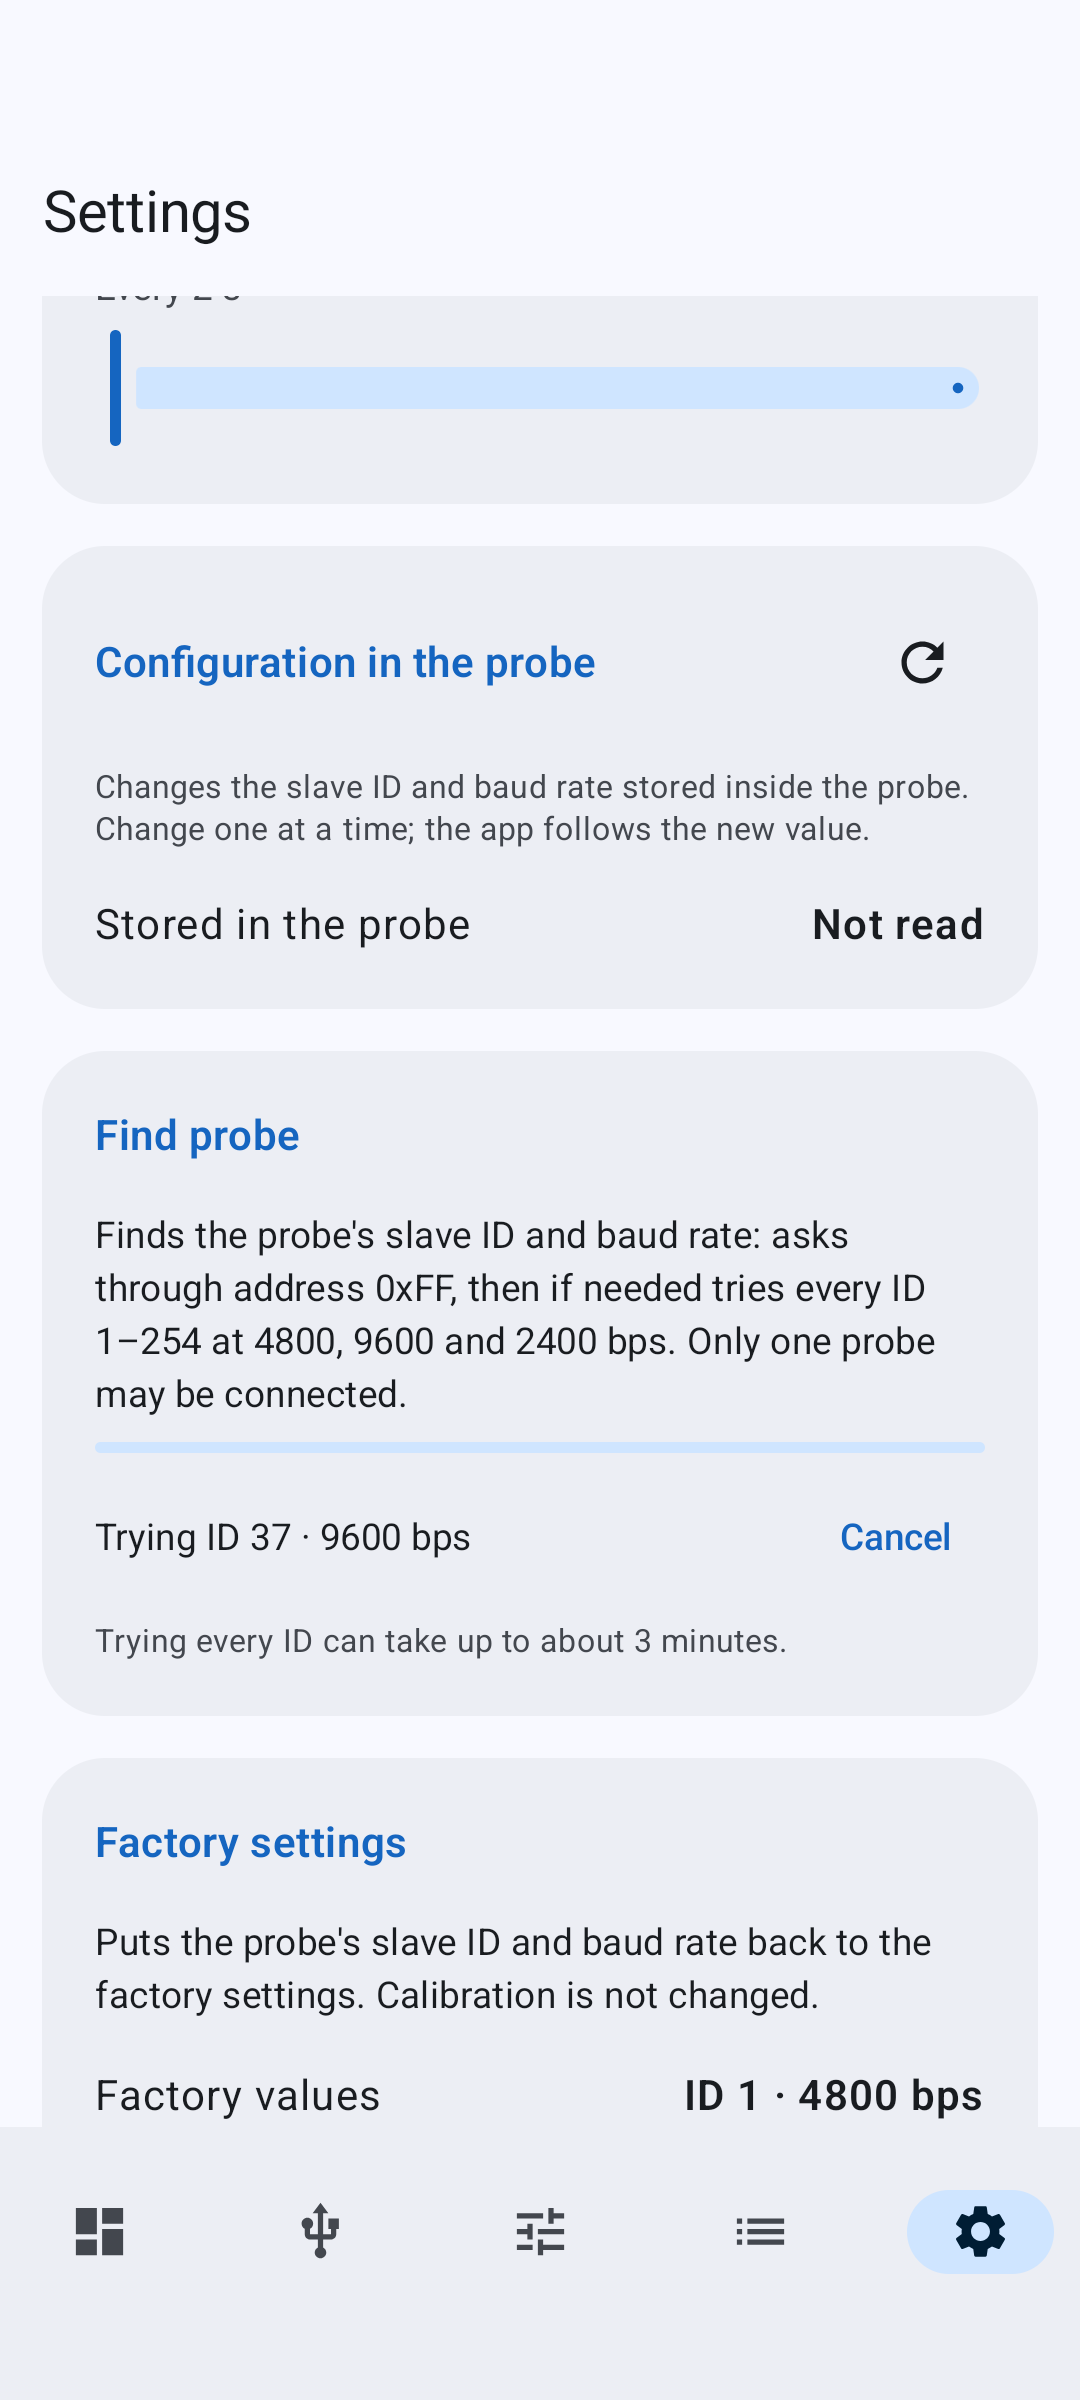 Settings
Every 2 s
Configuration in the probe
Changes the slave ID and baud rate stored inside the probe.
Change one at a time; the app follows the new value.
Stored in the probe Not read
Find probe
Finds the probe's slave ID and baud rate: asks
through address 0xFF, then if needed tries every ID
1–254 at 4800, 9600 and 2400 bps. Only one probe
may be connected.
Trying ID 37 · 9600 bps Cancel
Trying every ID can take up to about 3 minutes.
Factory settings
Puts the probe's slave ID and baud rate back to the
factory settings. Calibration is not changed.
Factory values ID 1 · 4800 bps